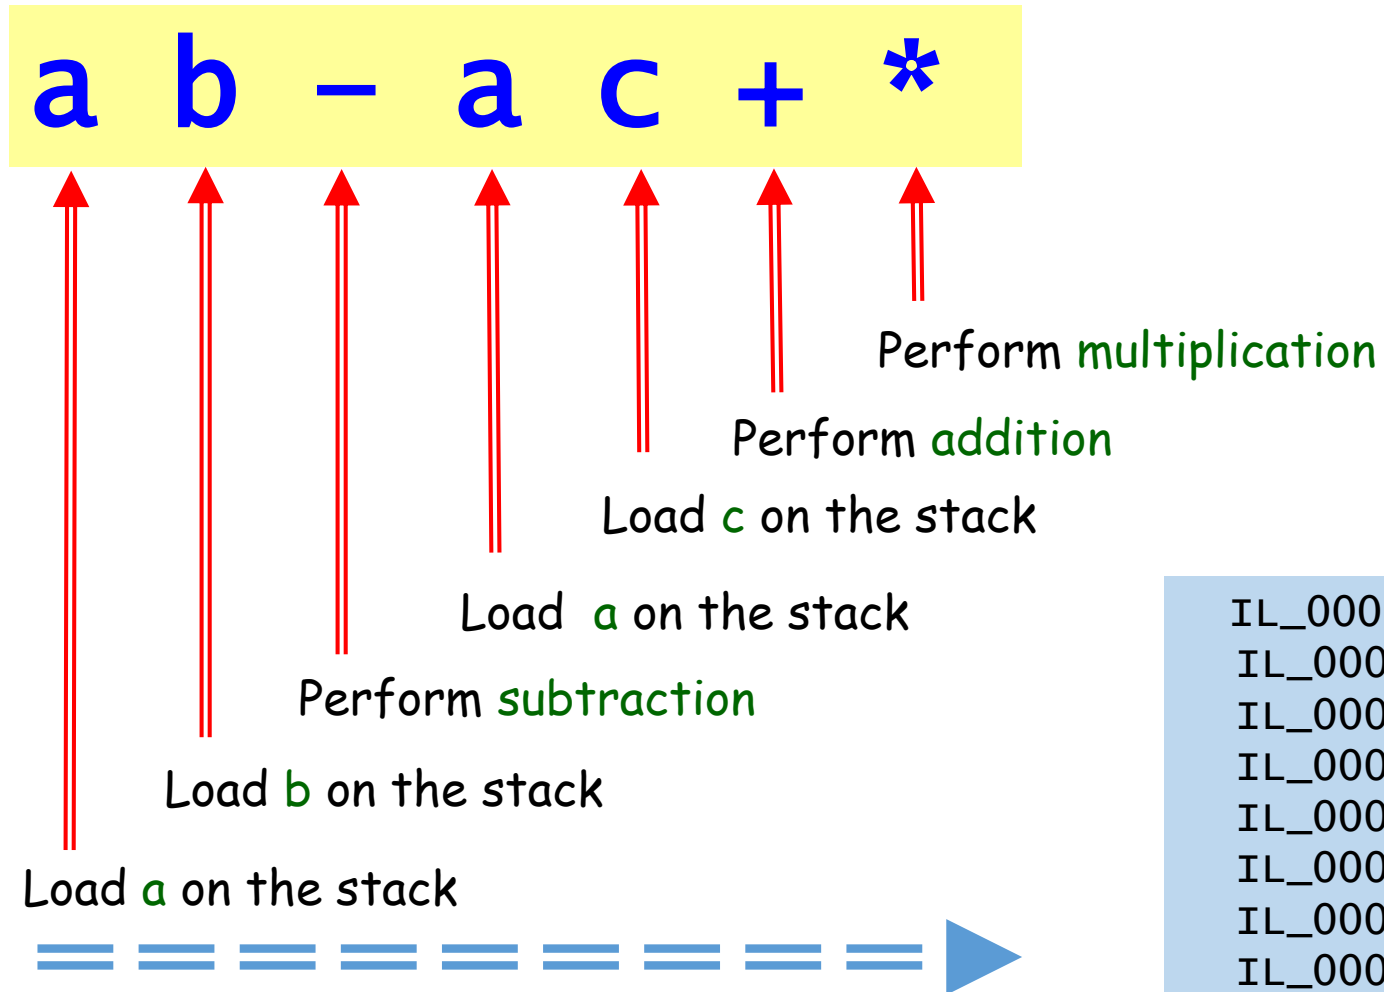 a b - a c + *
Perform multiplication
Perform addition
Load c on the stack
Load a on the stack
Perform subtraction
Load b on the stack
Load a on the stack
IL_000
IL_000
IL_000
IL_000
IL_000
IL_000
IL_000
IL_000